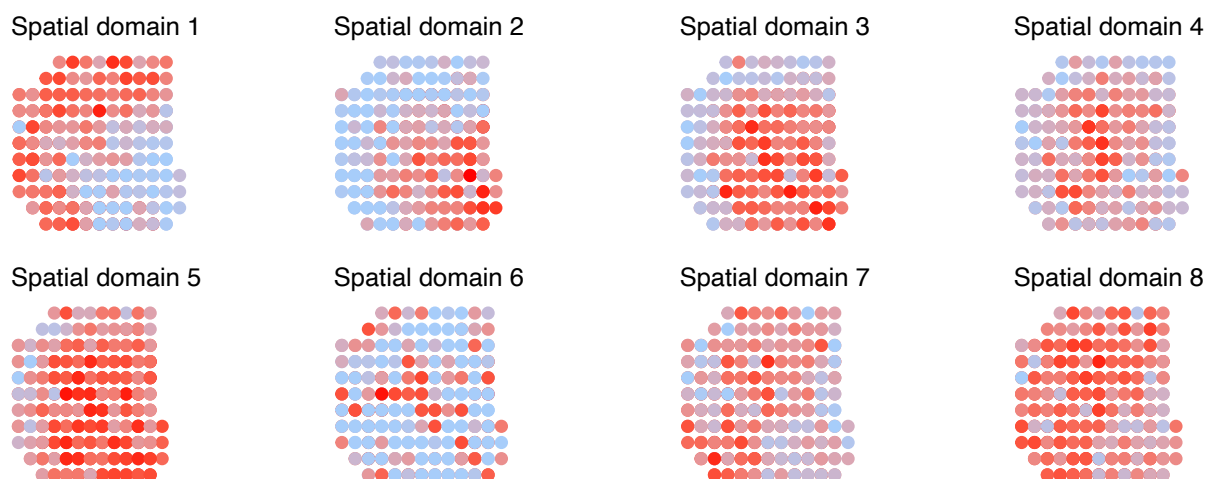 Spatial domain 1
Spatial domain 2
Spatial domain 3
Spatial domain 4
Spatial domain 5
Spatial domain 6
Spatial domain 7
Spatial domain 8